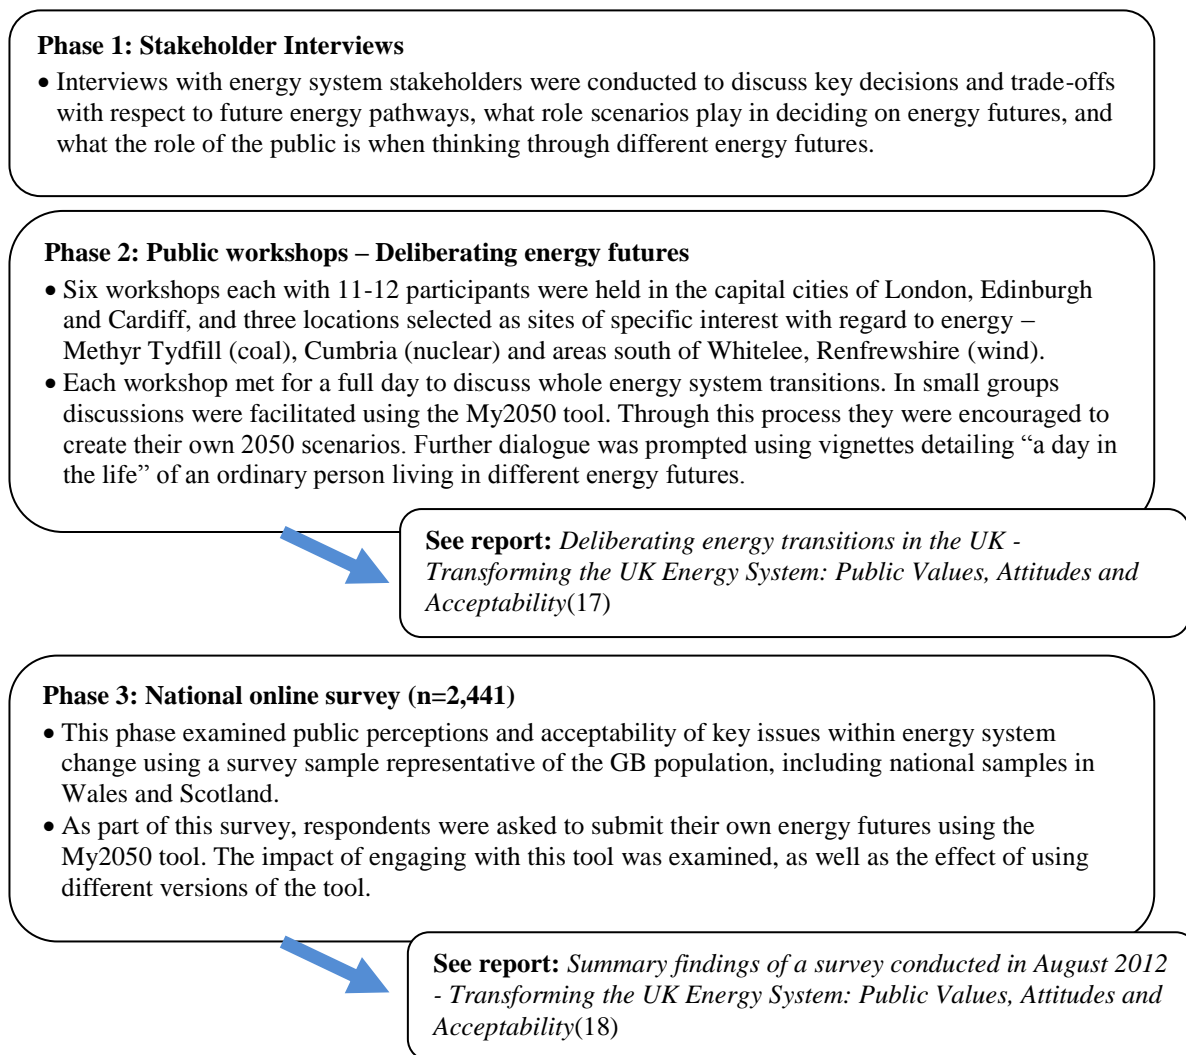 Phase 1: Stakeholder Interviews
• Interviews with energy system stakeholders were conducted to discuss key decisions and trade-offs
with respect to future energy pathways, what role scenarios play in deciding on energy futures, and
what the role of the public is when thinking through different energy futures.
Phase 2: Public workshops – Deliberating energy futures
• Six workshops each with 11-12 participants were held in the capital cities of London, Edinburgh
and Cardiff, and three locations selected as sites of specific interest with regard to energy –
Methyr Tydfill (coal), Cumbria (nuclear) and areas south of Whitelee, Renfrewshire (wind).
• Each workshop met for a full day to discuss whole energy system transitions. In small groups
discussions were facilitated using the My2050 tool. Through this process they were encouraged to
create their own 2050 scenarios. Further dialogue was prompted using vignettes detailing “a day in
the life” of an ordinary person living in different energy futures.
See report: Deliberating energy transitions in the UK -
Transforming the UK Energy System: Public Values, Attitudes and
Acceptability(17)
Phase 3: National online survey (n=2,441)
• This phase examined public perceptions and acceptability of key issues within energy system
change using a survey sample representative of the GB population, including national samples in
Wales and Scotland.
• As part of this survey, respondents were asked to submit their own energy futures using the
My2050 tool. The impact of engaging with this tool was examined, as well as the effect of using
different versions of the tool.
See report: Summary findings of a survey conducted in August 2012
- Transforming the UK Energy System: Public Values, Attitudes and
Acceptability(18)